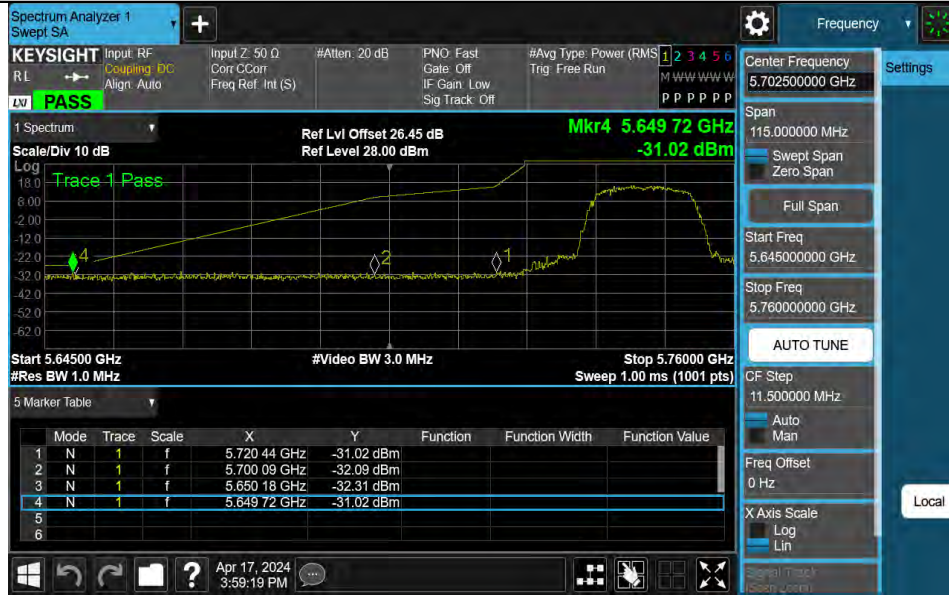 Spectrum Analyzer 1
Swept SA
Frequency
KEYSIGHT
RL
LXI PASS
Input: RF
Coupling: DC
Align: Auto
Input Z: 50 Ω
Corr CCorr
Freq Ref: Int (S)
#Atten: 20 dB
PNO: Fast
Gate: Off
IF Gain: Low
Sig Track: Off
#Avg Type: Power (RMS
Trig: Free Run
1 2 3 4 5 6
M W W W W W
P P P P P P
1 Spectrum
Scale/Div 10 dB
Ref Lvl Offset 26.45 dB
Ref Level 28.00 dBm
Mkr4 5.649 72 GHz
-31.02 dBm
Log
Trace 1 Pass
18.0
8.00
-2.00
-12.0
-22.0
-32.0
-42.0
-52.0
-62.0
4
2
1
Start 5.64500 GHz
#Res BW 1.0 MHz
#Video BW 3.0 MHz
Stop 5.76000 GHz
Sweep 1.00 ms (1001 pts)
5 Marker Table
Mode Trace Scale X Y Function Function Width Function Value
1 N 1 f 5.720 44 GHz -31.02 dBm
2 N 1 f 5.700 09 GHz -32.09 dBm
3 N 1 f 5.650 18 GHz -32.31 dBm
4 N 1 f 5.649 72 GHz -31.02 dBm
5
6
?
Apr 17, 2024
3:59:19 PM
Center Frequency
5.702500000 GHz
Span
115.000000 MHz
Swept Span
Zero Span
Full Span
Start Freq
5.645000000 GHz
Stop Freq
5.760000000 GHz
AUTO TUNE
CF Step
11.500000 MHz
Auto
Man
Freq Offset
0 Hz
X Axis Scale
Log
Lin
Signal Track
(Span Zoom)
Settings
Local